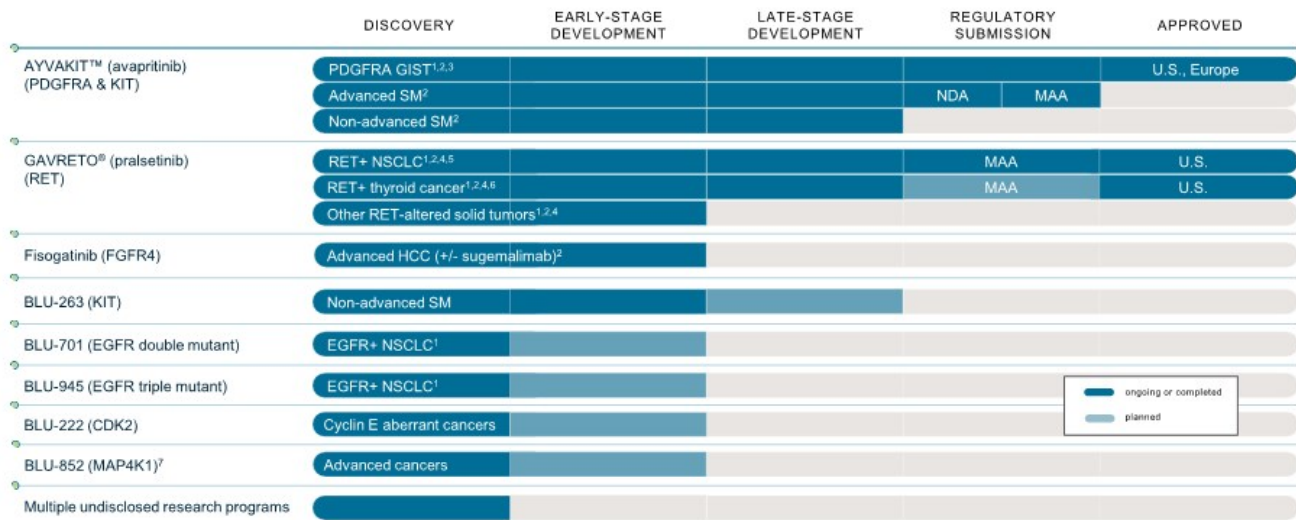 DISCOVERY
EARLY-STAGE
DEVELOPMENT
LATE-STAGE
DEVELOPMENT
REGULATORY
SUBMISSION
APPROVED
AYVAKIT™ (avapritinib)
(PDGFRA & KIT)
PDGFRA GIST1,2,3
U.S., Europe
Advanced SM2
NDA
MAA
Non-advanced SM2
GAVRETO® (pralsetinib)
(RET)
RET+ NSCLC1,2,4,5
MAA
U.S.
RET+ thyroid cancer1,2,4,6
MAA
U.S.
Other RET-altered solid tumors1,2,4
Fisogatinib (FGFR4)
Advanced HCC (+/- sugemalimab)2
BLU-263 (KIT)
Non-advanced SM
BLU-701 (EGFR double mutant)
EGFR+ NSCLC1
BLU-945 (EGFR triple mutant)
EGFR+ NSCLC1
ongoing or completed
planned
BLU-222 (CDK2)
Cyclin E aberrant cancers
BLU-852 (MAP4K1)7
Advanced cancers
Multiple undisclosed research programs